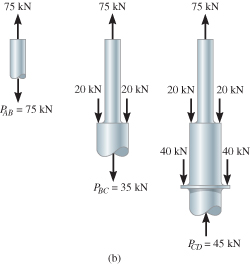 75 kN 75 kN 75 kN
20 kN 20 kN 20 kN 20 kN
P_AB = 75 kN
40 kN 40 kN
P_BC = 35 kN
P_CD = 45 kN
(b)